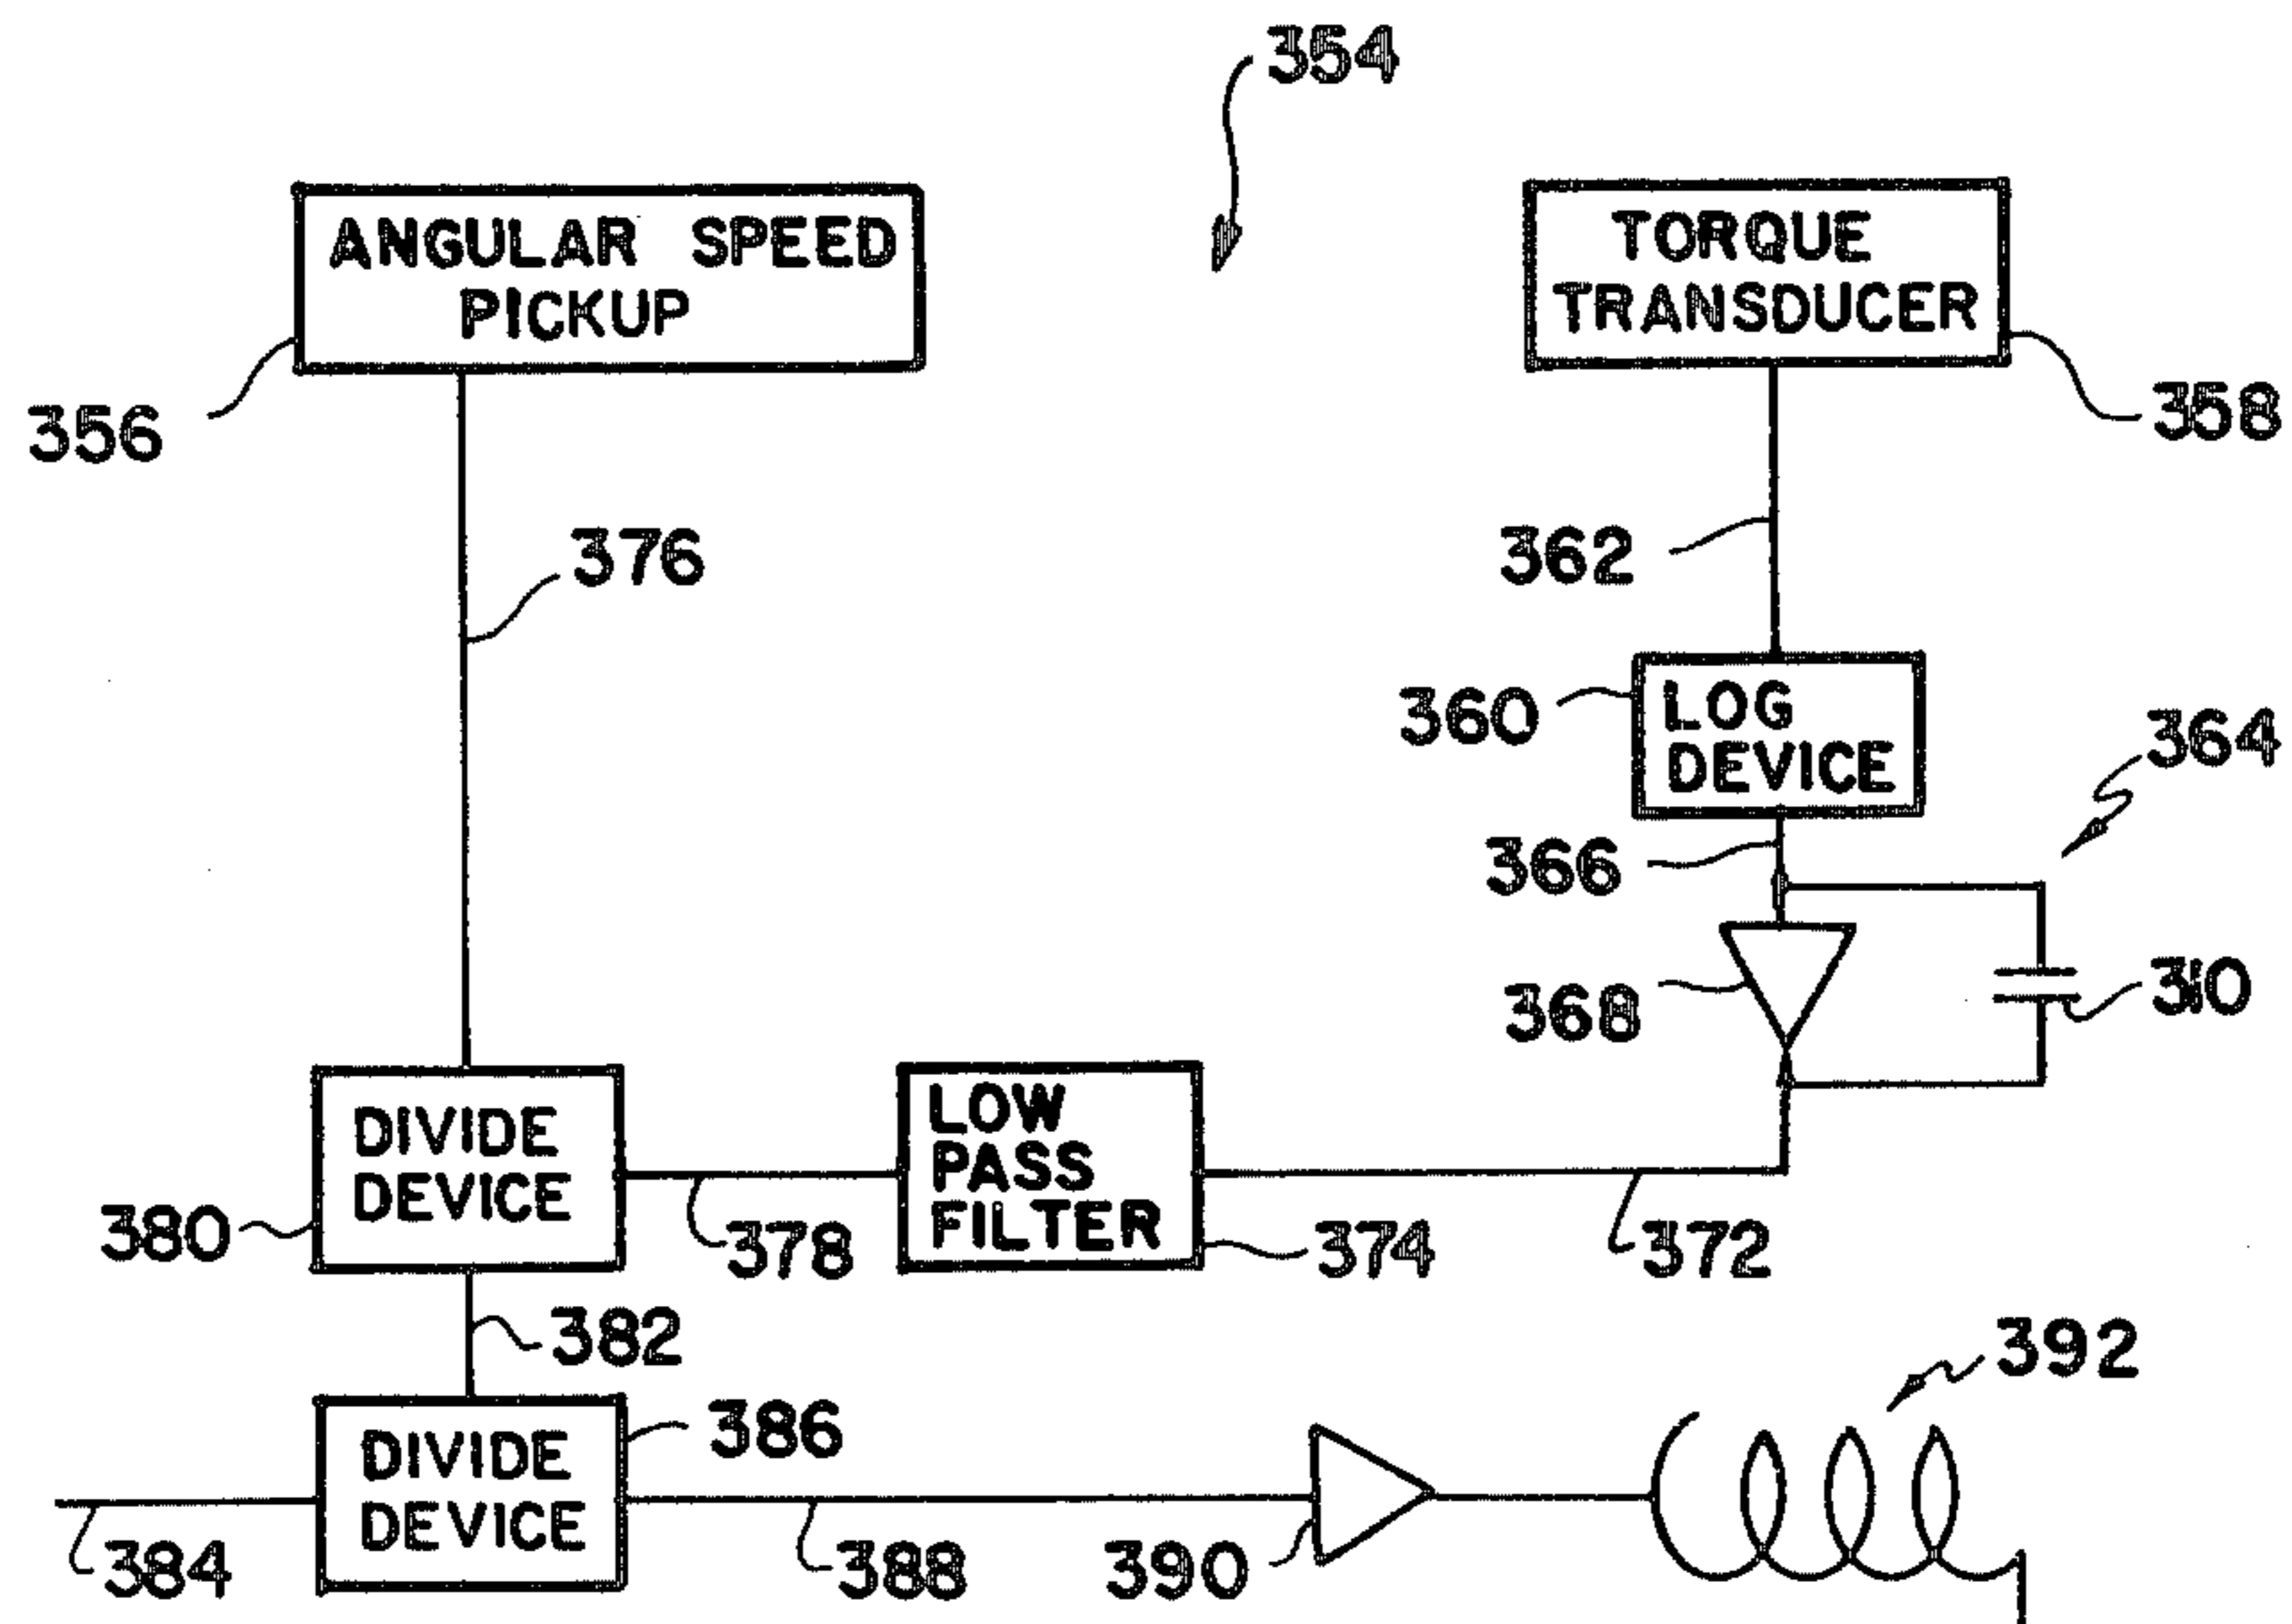 354
ANGULAR SPEED
PICKUP
TORQUE
TRANSDUCER
356
358
376
362
360
LOG
DEVICE
364
366
368
310
DIVIDE
DEVICE
LOW
PASS
FILTER
380
378
374
372
382
392
386
DIVIDE
DEVICE
384
388
390